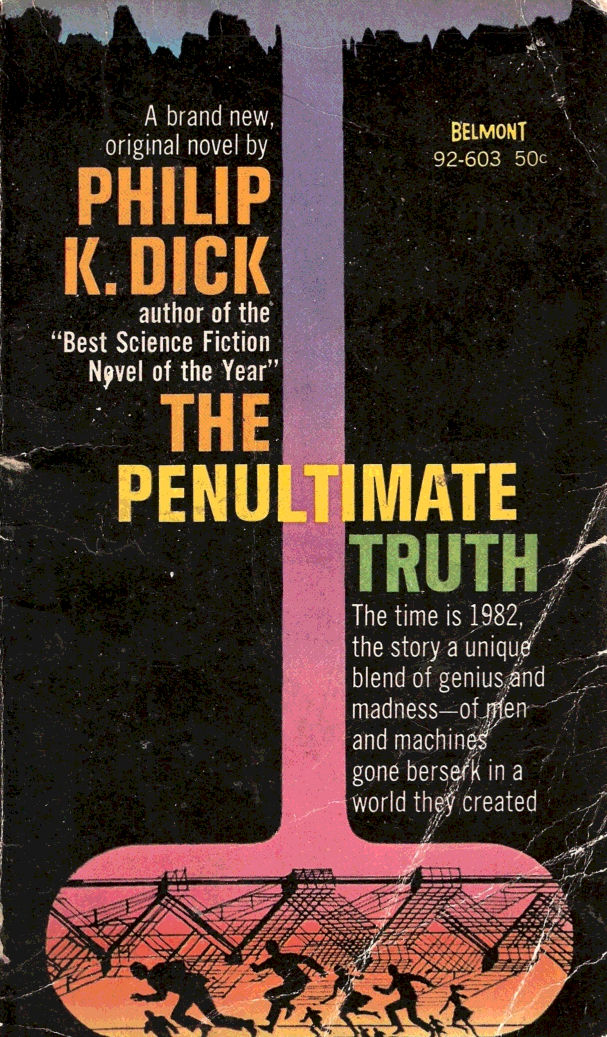 A brand new,
original novel by
PHILIP
K. DICK
author of the
"Best Science Fiction
Novel of the Year"
BELMONT
92-603 50c
THE
PENULTIMATE
TRUTH
The time is 1982,
the story a unique
blend of genius and
madness—of men
and machines
gone berserk in a
world they created